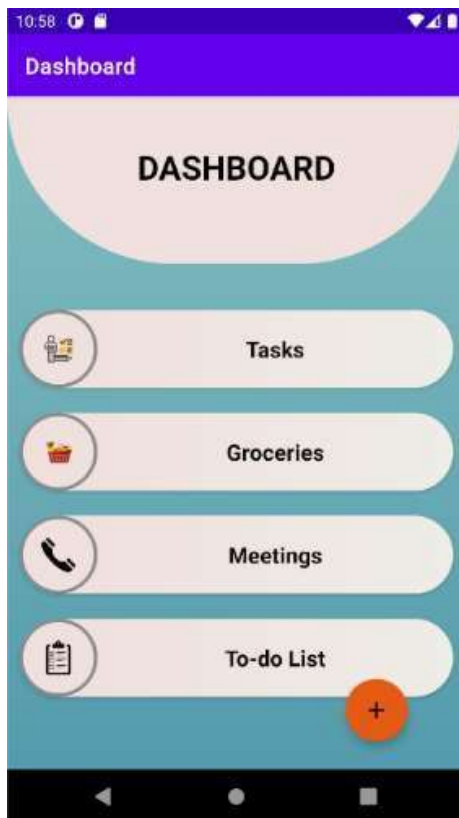 10:58
Dashboard
DASHBOARD
Tasks
Groceries
Meetings
To-do List
+